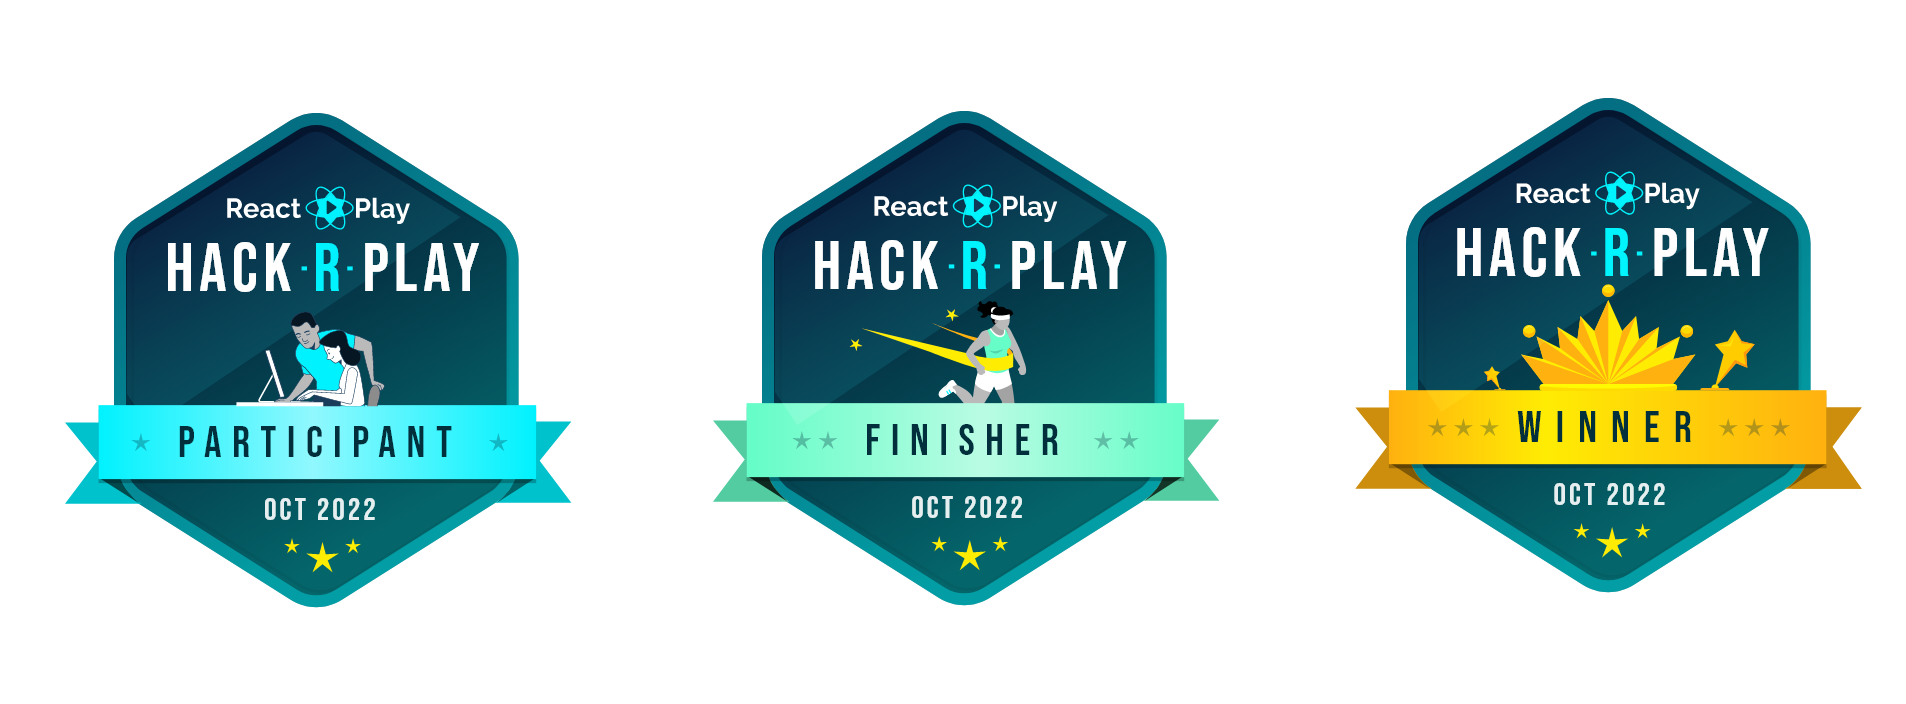 React Play
HACK-R-PLAY
PARTICIPANT
OCT 2022
React Play
HACK-R-PLAY
FINISHER
OCT 2022
React Play
HACK-R-PLAY
WINNER
OCT 2022